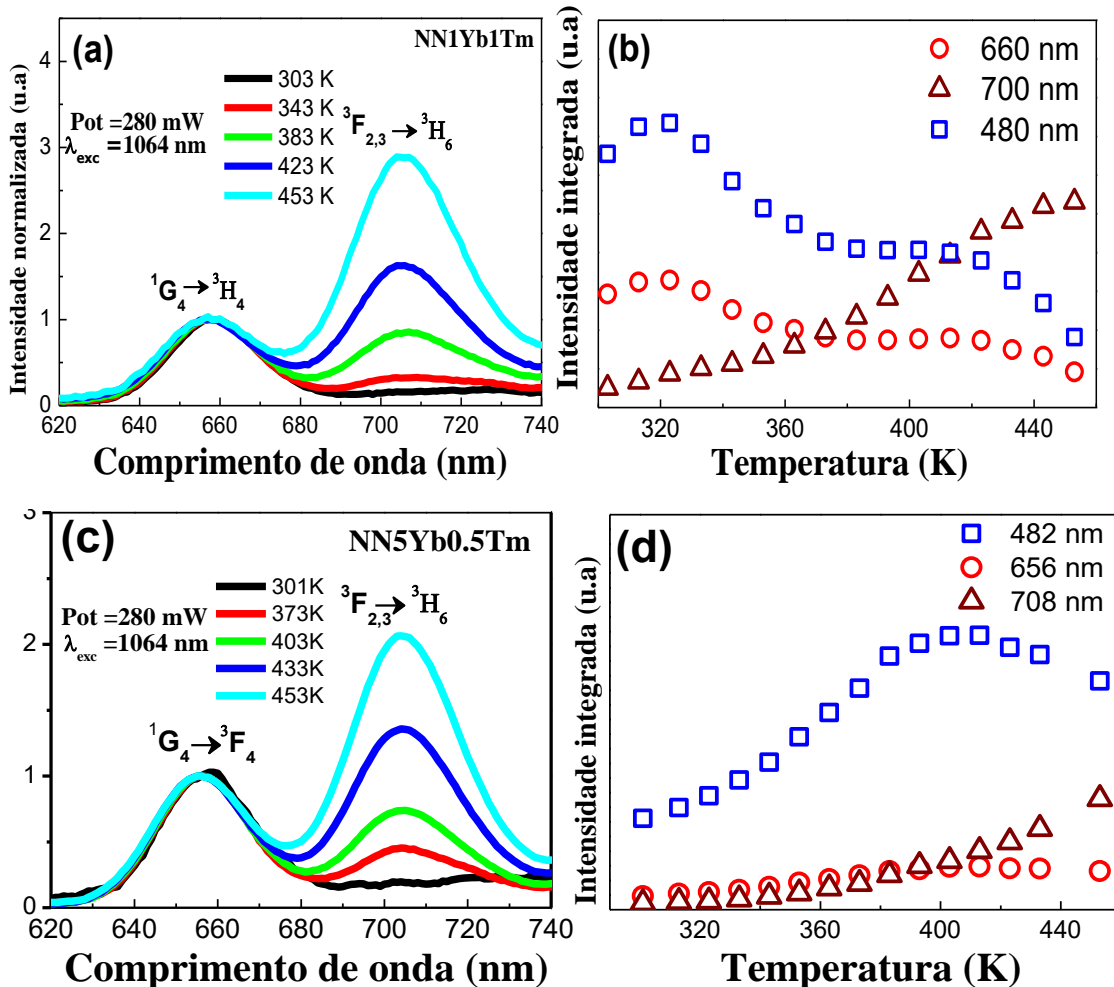 (a)
NN1Yb1Tm
303 K
343 K
383 K
423 K
453 K
Pot =280 mW
λexc =1064 nm
³F2,3 → ³H6
¹G4 → ³H4
Intensidade normalizada (u.a)
0
1
2
3
4
620 640 660 680 700 720 740
Comprimento de onda (nm)
(b)
660 nm
700 nm
480 nm
Intensidade integrada (u.a)
320 360 400 440
Temperatura (K)
(c)
NN5Yb0.5Tm
301K
373K
403K
433K
453K
Pot =280 mW
λexc =1064 nm
³F2,3 → ³H6
¹G4 → ³F4
0
1
2
3
620 640 660 680 700 720 740
Comprimento de onda (nm)
(d)
482 nm
656 nm
708 nm
Intensidade integrada (u.a)
320 360 400 440
Temperatura (K)